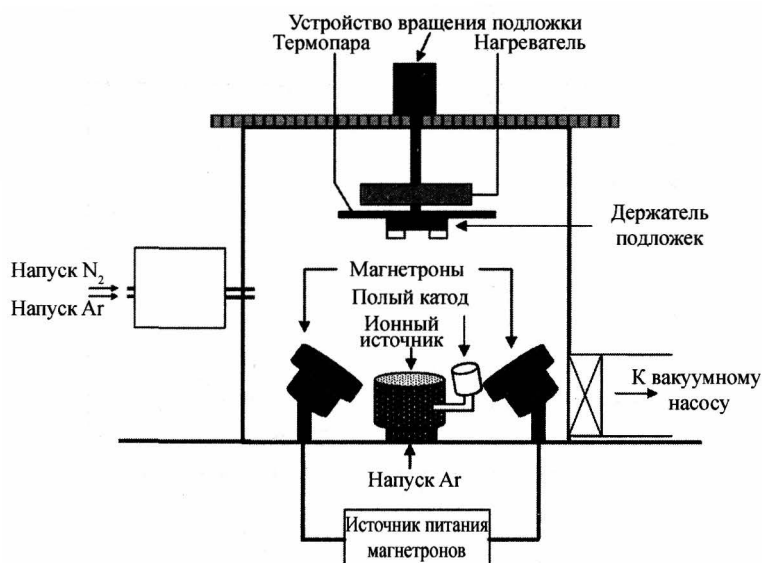 Устройство вращения подложки
Термопара
Нагреватель
Держатель
подложек
Напуск N₂
Напуск Ar
Магнетроны
Полый катод
Ионный
источник
К вакуумному
насосу
Напуск Ar
Источник питания
магнетронов